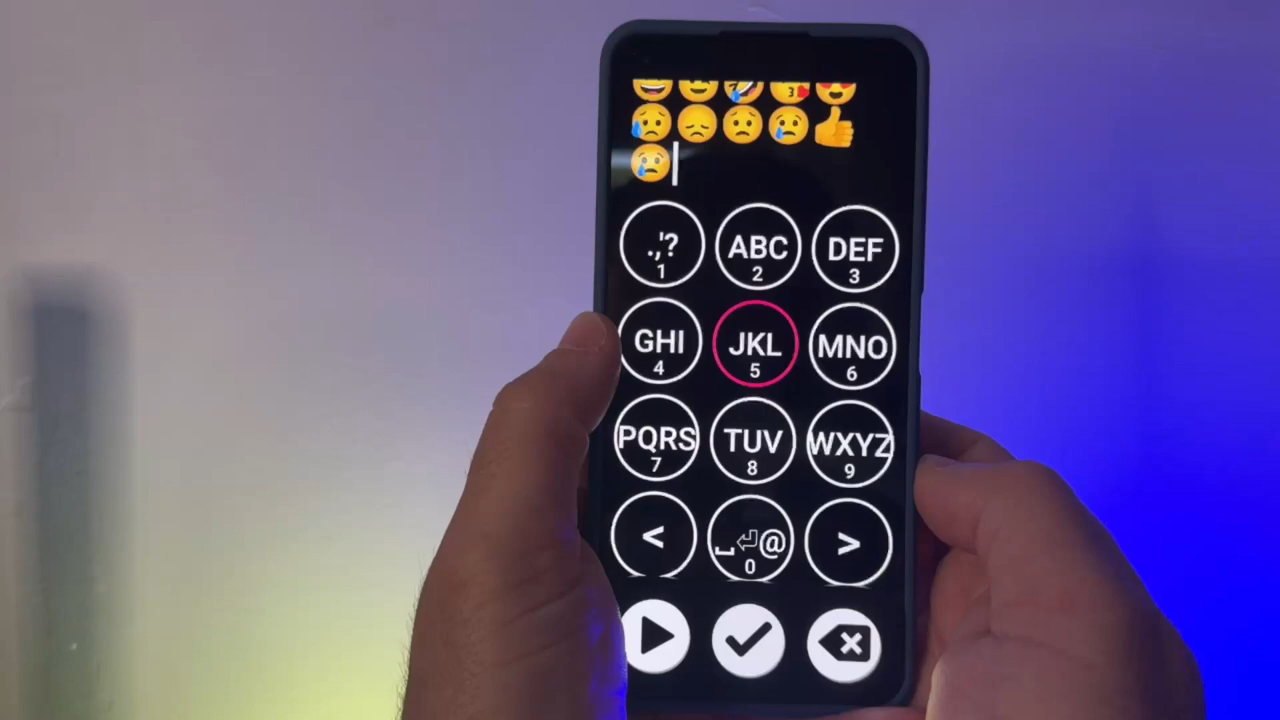 .,'? ABC DEF
1 2 3
GHI JKL MNO
4 5 6
PQRS TUV WXYZ
7 8 9
< ␣⏎@ >
0